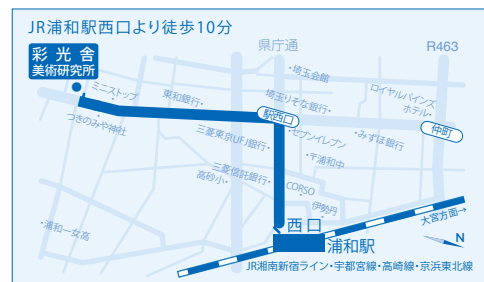 JR浦和駅西口より徒歩10分
県庁通
R463
彩光舎
美術研究所
・埼玉会館
ミニストップ
東和銀行・
埼玉りそな銀行・
ロイヤルパインズ
ホテル・
駅西口
仲町
つきのみや神社
三菱東京UFJ銀行・
・セブンイレブン
・みずほ銀行
・〒浦和中
三菱信託銀行・
高砂小・
CORSO
伊勢丹
・浦和一女高
西口
大宮方面→
浦和駅
N
JR湘南新宿ライン・宇都宮線・高崎線・京浜東北線